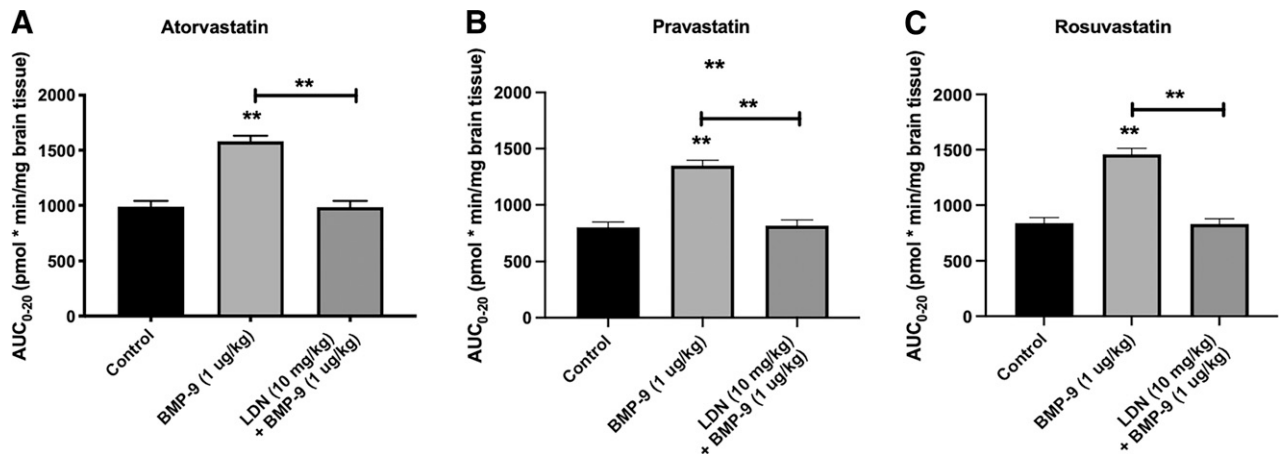 A
Atorvastatin
AUC0-20 (pmol * min/mg brain tissue)
2000
1500
1000
500
0
**
**
Control
BMP-9 (1 ug/kg)
LDN (10 mg/kg)
+ BMP-9 (1 ug/kg)
B
Pravastatin
AUC0-20 (pmol * min/mg brain tissue)
**
2000
1500
1000
500
0
**
**
Control
BMP-9 (1 ug/kg)
LDN (10 mg/kg)
+ BMP-9 (1 ug/kg)
C
Rosuvastatin
AUC0-20 (pmol * min/mg brain tissue)
2000
1500
1000
500
0
**
**
Control
BMP-9 (1 ug/kg)
LDN (10 mg/kg)
+ BMP-9 (1 ug/kg)